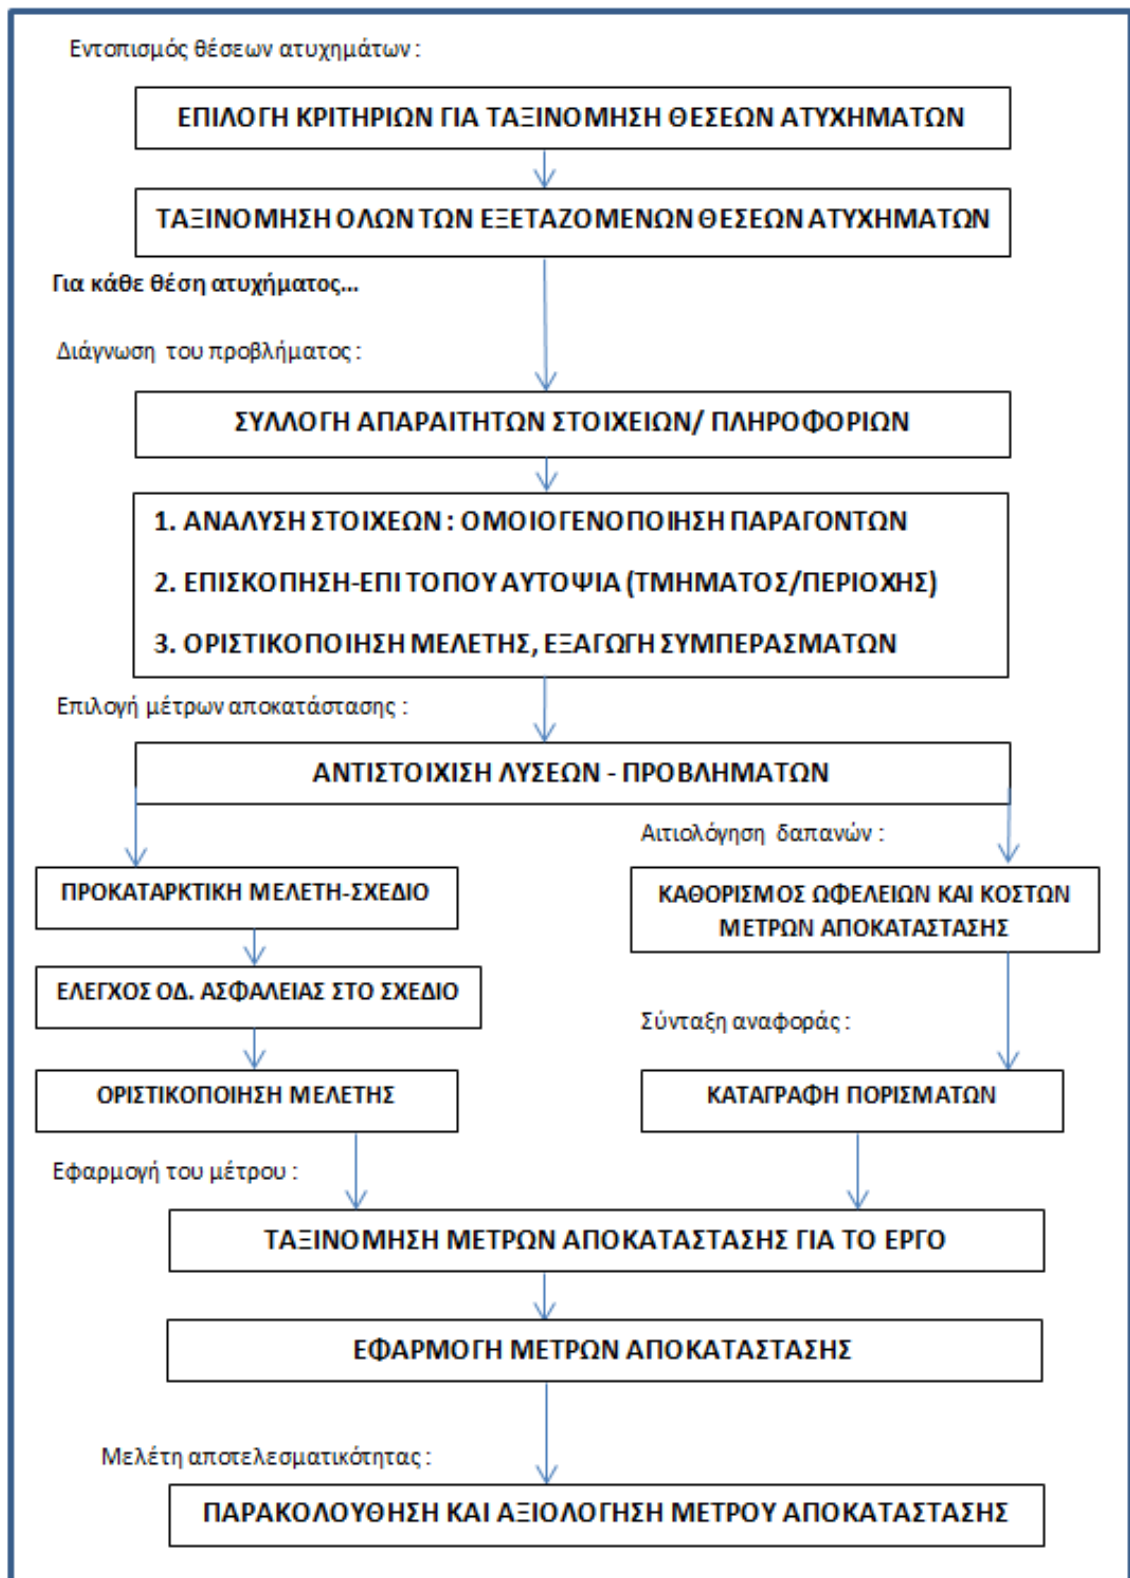 Εντοπισμός θέσεων ατυχημάτων :
ΕΠΙΛΟΓΗ ΚΡΙΤΗΡΙΩΝ ΓΙΑ ΤΑΞΙΝΟΜΗΣΗ ΘΕΣΕΩΝ ΑΤΥΧΗΜΑΤΩΝ
ΤΑΞΙΝΟΜΗΣΗ ΟΛΩΝ ΤΩΝ ΕΞΕΤΑΖΟΜΕΝΩΝ ΘΕΣΕΩΝ ΑΤΥΧΗΜΑΤΩΝ
Για κάθε θέση ατυχήματος...
Διάγνωση του προβλήματος :
ΣΥΛΛΟΓΗ ΑΠΑΡΑΙΤΗΤΩΝ ΣΤΟΙΧΕΙΩΝ/ ΠΛΗΡΟΦΟΡΙΩΝ
1. ΑΝΑΛΥΣΗ ΣΤΟΙΧΕΩΝ : ΟΜΟΙΟΓΕΝΟΠΟΙΗΣΗ ΠΑΡΑΓΟΝΤΩΝ
2. ΕΠΙΣΚΟΠΗΣΗ-ΕΠΙ ΤΟΠΟΥ ΑΥΤΟΨΙΑ (ΤΜΗΜΑΤΟΣ/ΠΕΡΙΟΧΗΣ)
3. ΟΡΙΣΤΙΚΟΠΟΙΗΣΗ ΜΕΛΕΤΗΣ, ΕΞΑΓΩΓΗ ΣΥΜΠΕΡΑΣΜΑΤΩΝ
Επιλογή μέτρων αποκατάστασης :
ΑΝΤΙΣΤΟΙΧΙΣΗ ΛΥΣΕΩΝ - ΠΡΟΒΛΗΜΑΤΩΝ
Αιτιολόγηση δαπανών :
ΠΡΟΚΑΤΑΡΚΤΙΚΗ ΜΕΛΕΤΗ-ΣΧΕΔΙΟ
ΚΑΘΟΡΙΣΜΟΣ ΩΦΕΛΕΙΩΝ ΚΑΙ ΚΟΣΤΩΝ
ΜΕΤΡΩΝ ΑΠΟΚΑΤΑΣΤΑΣΗΣ
ΕΛΕΓΧΟΣ ΟΔ. ΑΣΦΑΛΕΙΑΣ ΣΤΟ ΣΧΕΔΙΟ
Σύνταξη αναφοράς :
ΟΡΙΣΤΙΚΟΠΟΙΗΣΗ ΜΕΛΕΤΗΣ
ΚΑΤΑΓΡΑΦΗ ΠΟΡΙΣΜΑΤΩΝ
Εφαρμογή του μέτρου :
ΤΑΞΙΝΟΜΗΣΗ ΜΕΤΡΩΝ ΑΠΟΚΑΤΑΣΤΑΣΗΣ ΓΙΑ ΤΟ ΕΡΓΟ
ΕΦΑΡΜΟΓΗ ΜΕΤΡΩΝ ΑΠΟΚΑΤΑΣΤΑΣΗΣ
Μελέτη αποτελεσματικότητας :
ΠΑΡΑΚΟΛΟΥΘΗΣΗ ΚΑΙ ΑΞΙΟΛΟΓΗΣΗ ΜΕΤΡΟΥ ΑΠΟΚΑΤΑΣΤΑΣΗΣ